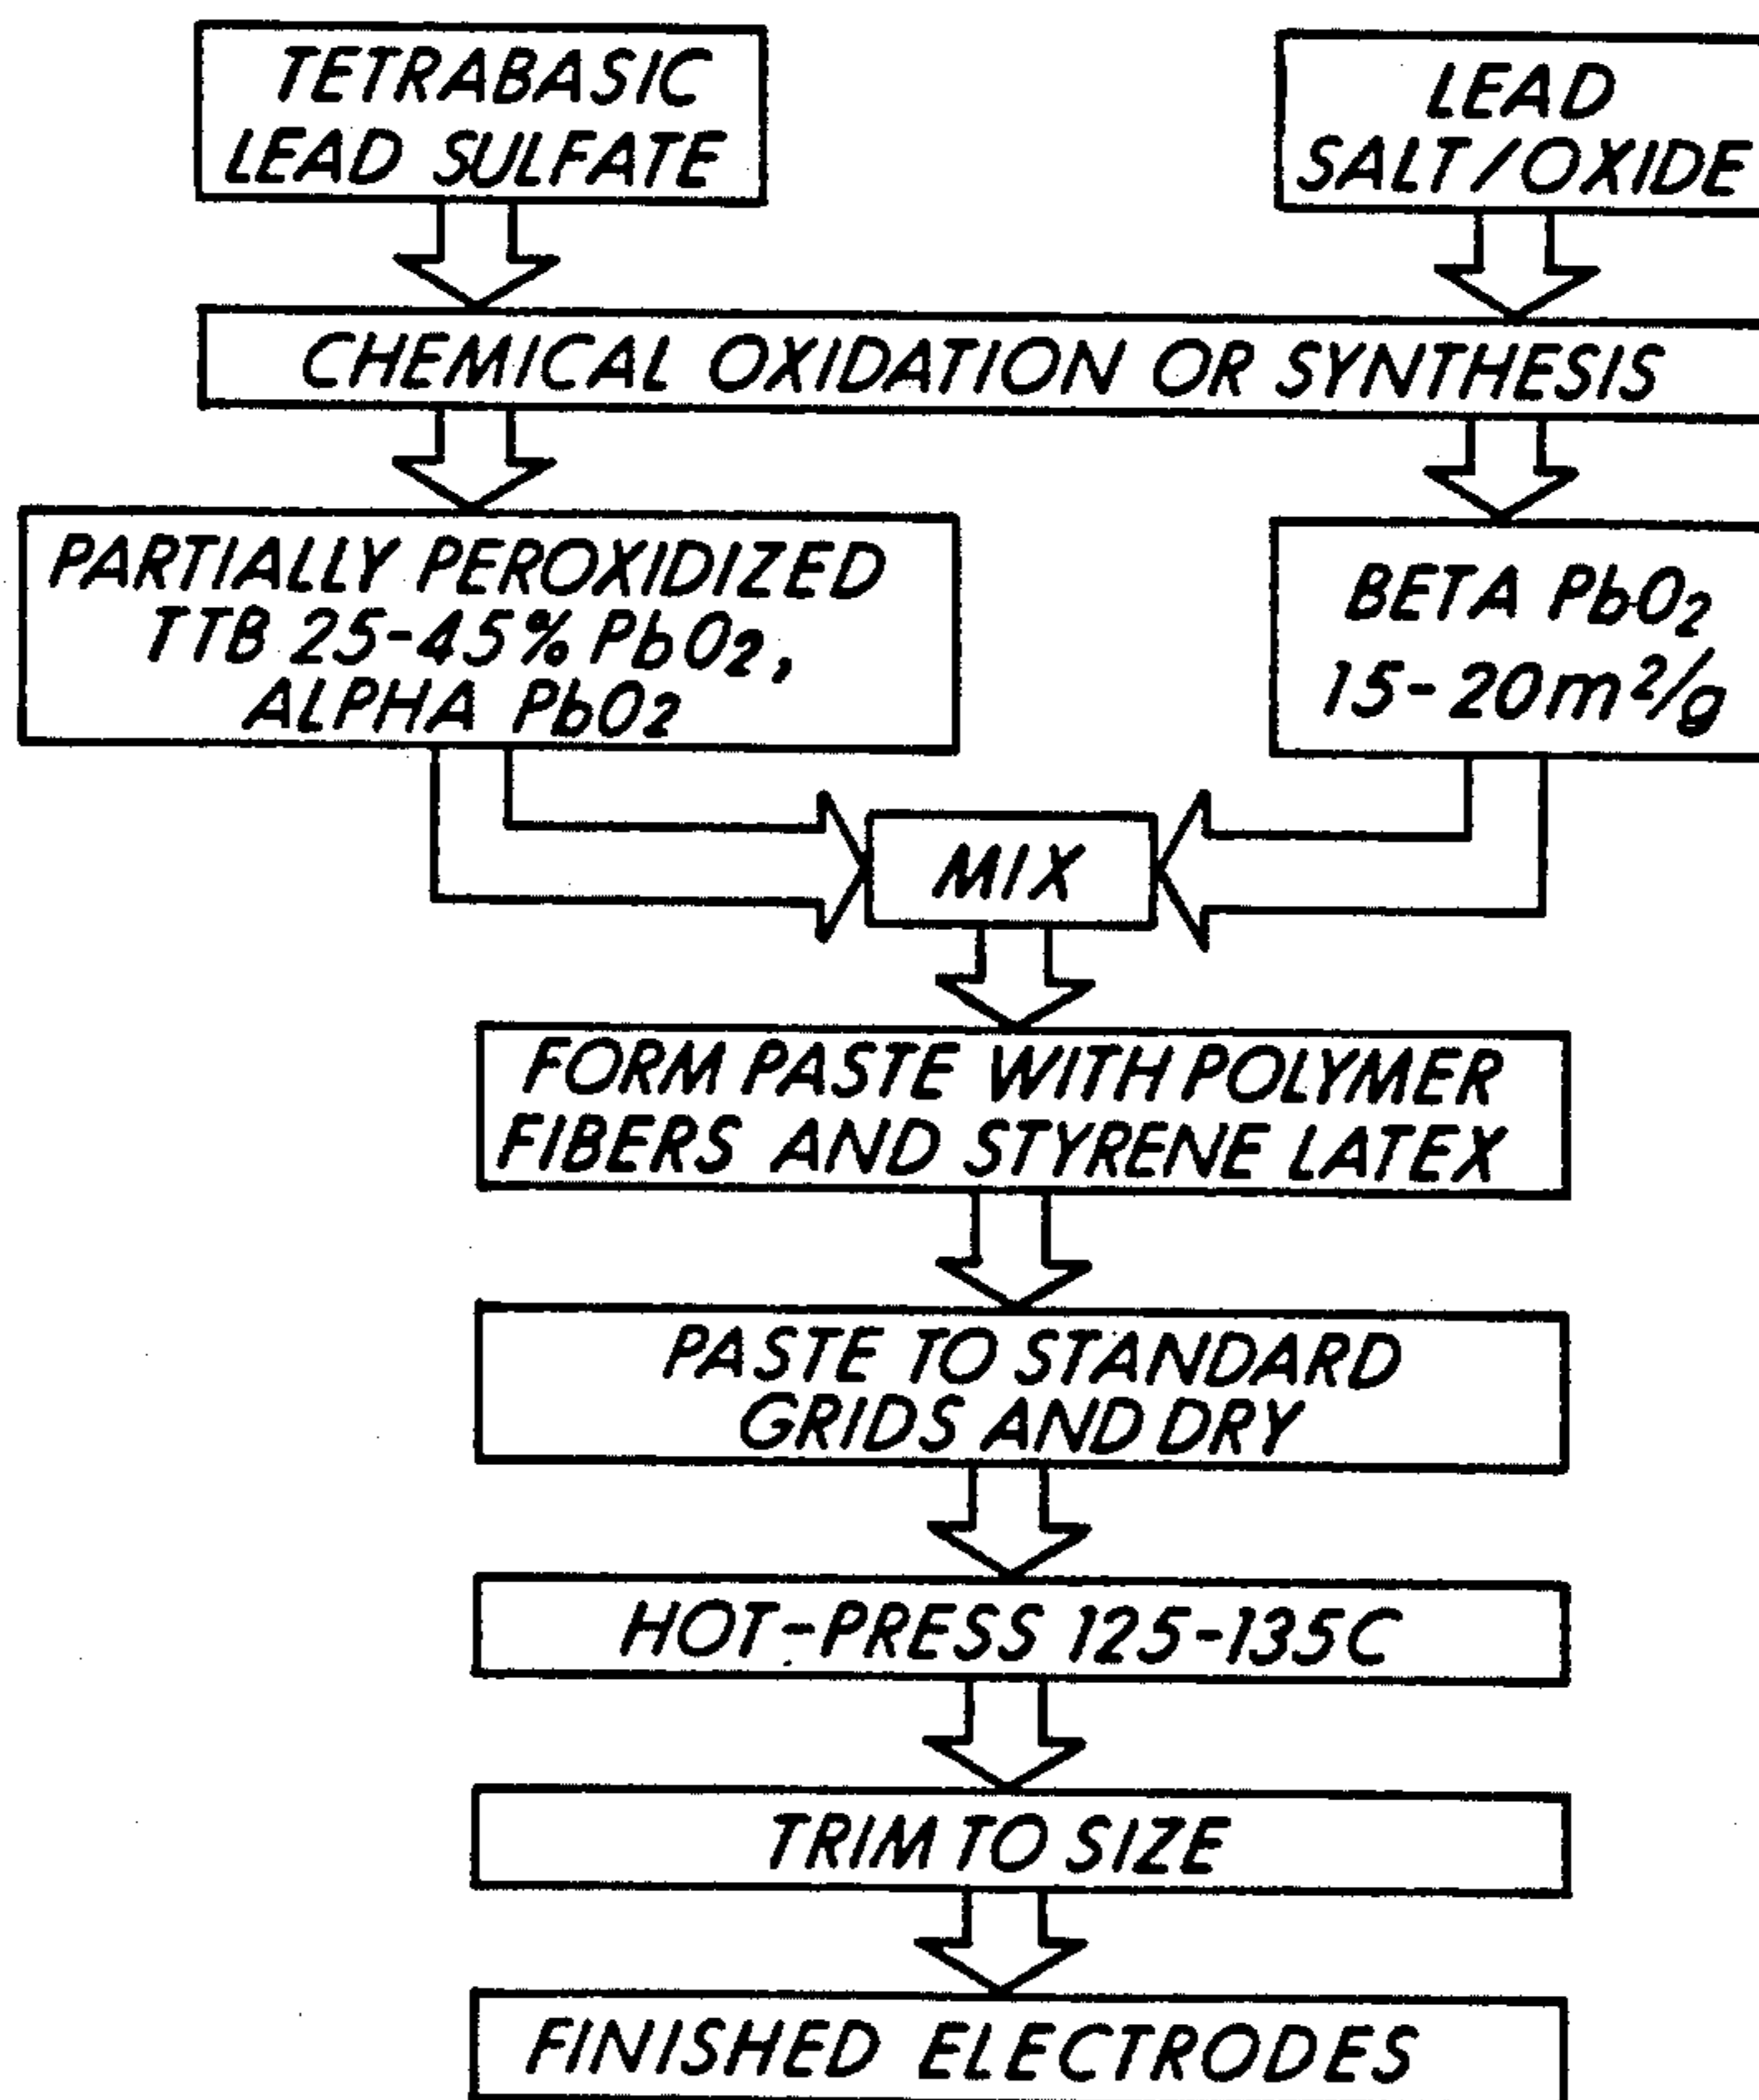 TETRABASIC
LEAD SULFATE
LEAD
SALT/OXIDE
CHEMICAL OXIDATION OR SYNTHESIS
PARTIALLY PEROXIDIZED
TTB 25-45% PbO₂,
ALPHA PbO₂
BETA PbO₂
15-20m²/g
MIX
FORM PASTE WITH POLYMER
FIBERS AND STYRENE LATEX
PASTE TO STANDARD
GRIDS AND DRY
HOT-PRESS 125-135C
TRIM TO SIZE
FINISHED ELECTRODES